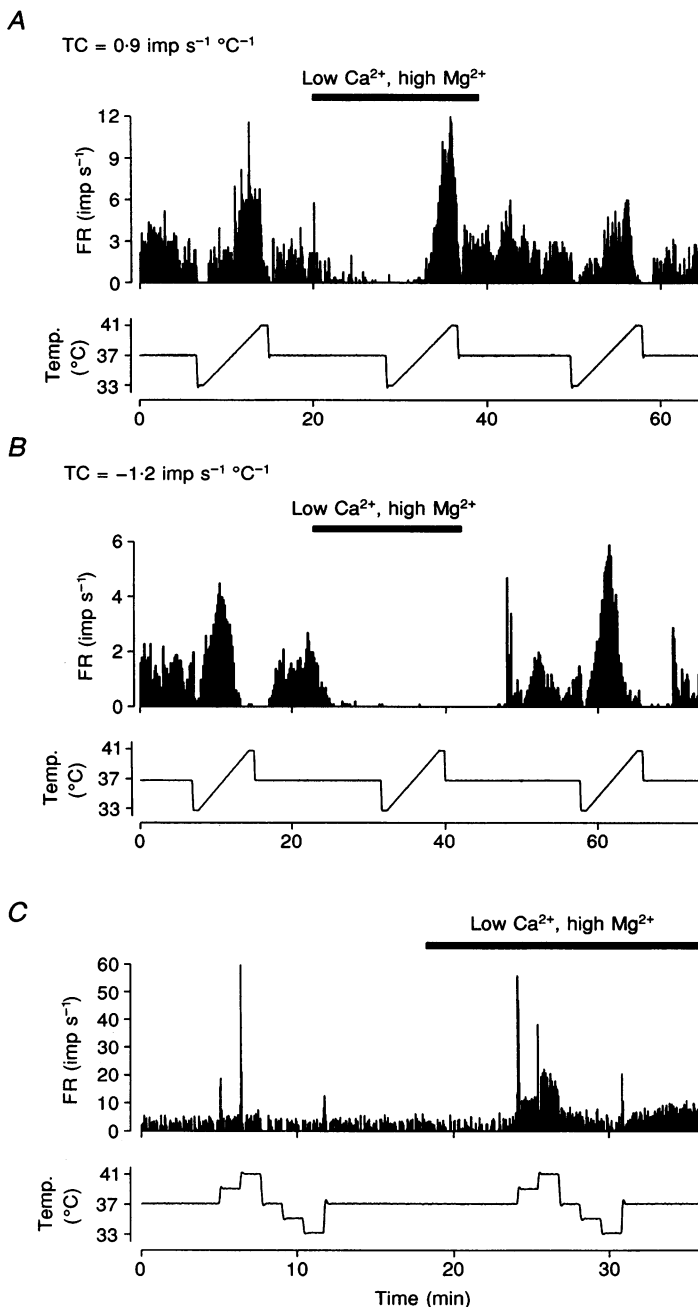 A
TC = 0·9 imp s⁻¹ °C⁻¹
Low Ca²⁺, high Mg²⁺
FR (imp s⁻¹)
12
9
6
3
0
Temp. (°C)
41
37
33
0 20 40 60
B
TC = −1·2 imp s⁻¹ °C⁻¹
Low Ca²⁺, high Mg²⁺
FR (imp s⁻¹)
6
4
2
0
Temp. (°C)
41
37
33
0 20 40 60
C
Low Ca²⁺, high Mg²⁺
FR (imp s⁻¹)
60
50
40
30
20
10
0
Temp. (°C)
41
37
33
0 10 20 30
Time (min)